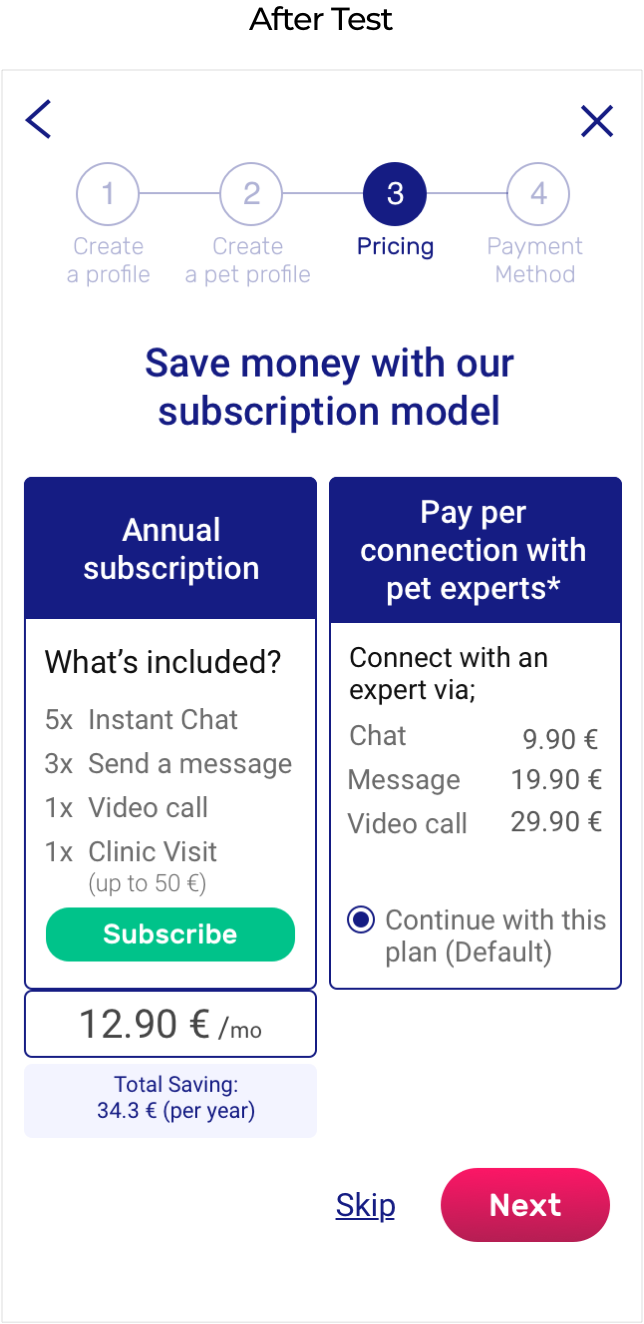 After Test
1
2
3
4
Create
a profile
Create
a pet profile
Pricing
Payment
Method
Save money with our
subscription model
Annual
subscription
What’s included?
5x Instant Chat
3x Send a message
1x Video call
1x Clinic Visit
(up to 50 €)
Subscribe
12.90 € /mo
Total Saving:
34.3 € (per year)
Pay per
connection with
pet experts*
Connect with an
expert via;
Chat 9.90 €
Message 19.90 €
Video call 29.90 €
Continue with this
plan (Default)
Skip
Next